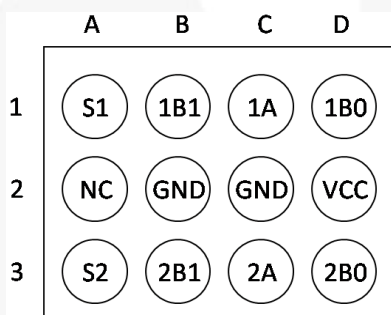 A B C D
1 S1 1B1 1A 1B0
2 NC GND GND VCC
3 S2 2B1 2A 2B0